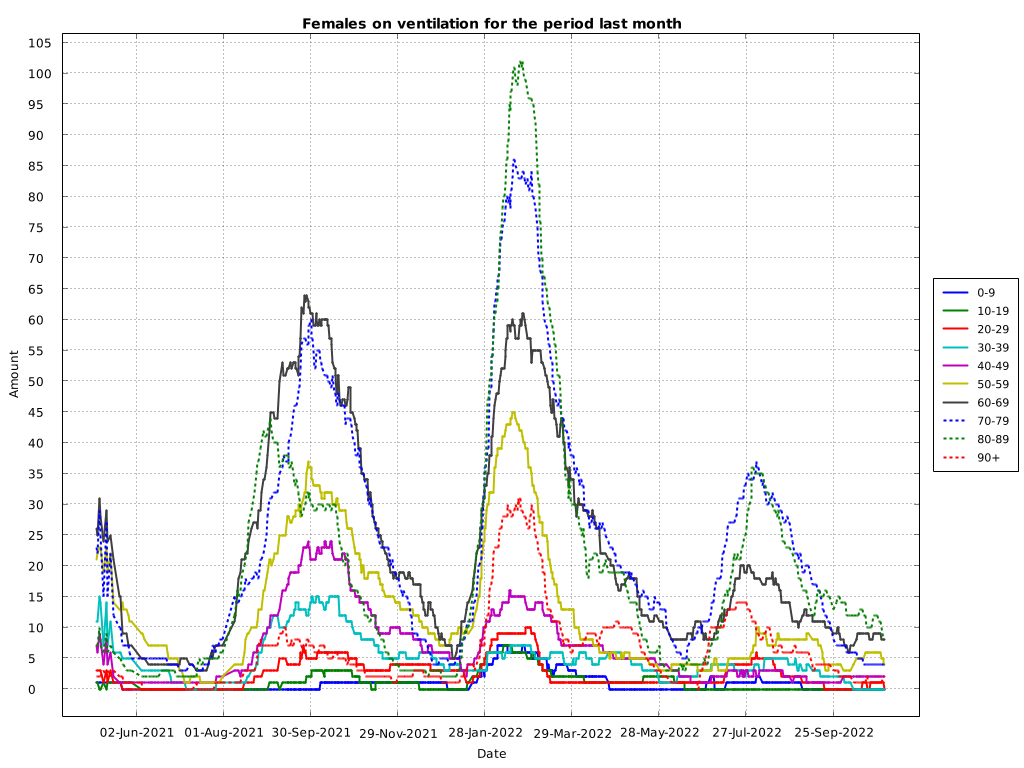 Females on ventilation for the period last month
Amount
105
100
95
90
85
80
75
70
65
60
55
50
45
40
35
30
25
20
15
10
5
0
02-Jun-2021
01-Aug-2021
30-Sep-2021
29-Nov-2021
28-Jan-2022
29-Mar-2022
28-May-2022
27-Jul-2022
25-Sep-2022
Date
0-9
10-19
20-29
30-39
40-49
50-59
60-69
70-79
80-89
90+